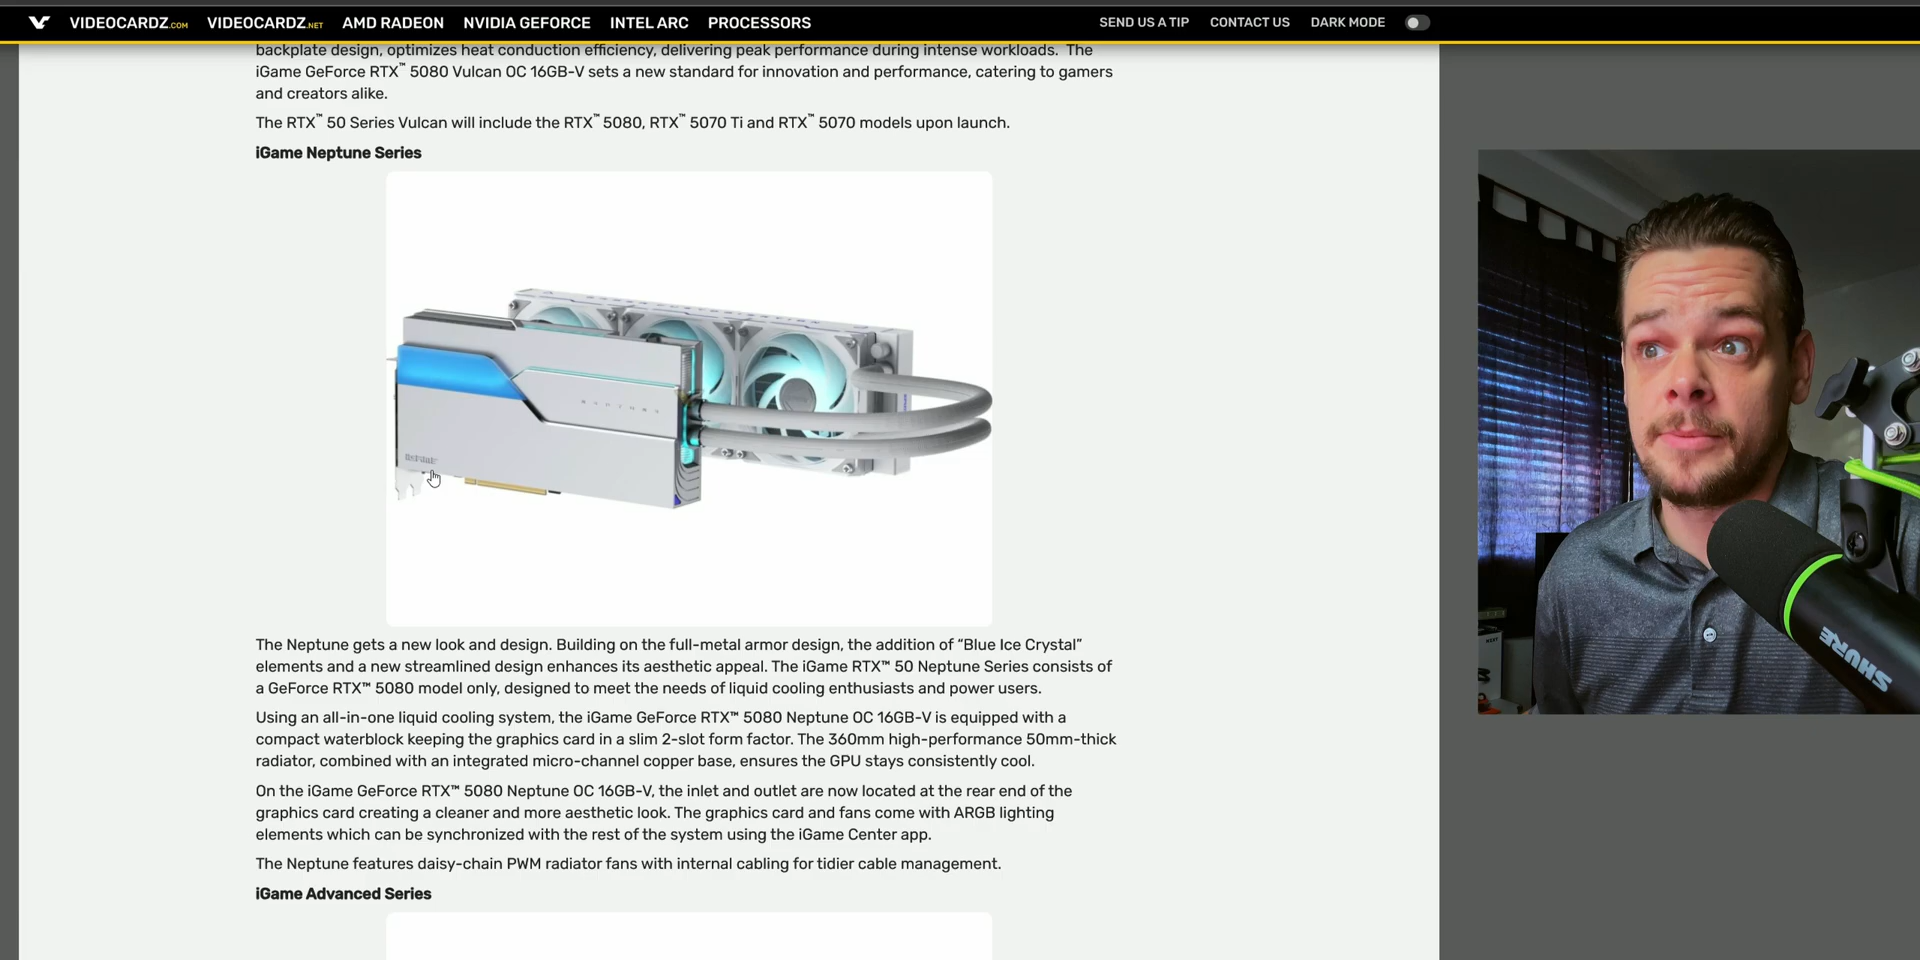 VIDEOCARDZ.COM VIDEOCARDZ.NET AMD RADEON NVIDIA GEFORCE INTEL ARC PROCESSORS SEND US A TIP CONTACT US DARK MODE
backplate design, optimizes heat conduction efficiency, delivering peak performance during intense workloads. The
iGame GeForce RTX™ 5080 Vulcan OC 16GB-V sets a new standard for innovation and performance, catering to gamers
and creators alike.
The RTX™ 50 Series Vulcan will include the RTX™ 5080, RTX™ 5070 Ti and RTX™ 5070 models upon launch.
iGame Neptune Series
The Neptune gets a new look and design. Building on the full-metal armor design, the addition of “Blue Ice Crystal”
elements and a new streamlined design enhances its aesthetic appeal. The iGame RTX™ 50 Neptune Series consists of
a GeForce RTX™ 5080 model only, designed to meet the needs of liquid cooling enthusiasts and power users.
Using an all-in-one liquid cooling system, the iGame GeForce RTX™ 5080 Neptune OC 16GB-V is equipped with a
compact waterblock keeping the graphics card in a slim 2-slot form factor. The 360mm high-performance 50mm-thick
radiator, combined with an integrated micro-channel copper base, ensures the GPU stays consistently cool.
On the iGame GeForce RTX™ 5080 Neptune OC 16GB-V, the inlet and outlet are now located at the rear end of the
graphics card creating a cleaner and more aesthetic look. The graphics card and fans come with ARGB lighting
elements which can be synchronized with the rest of the system using the iGame Center app.
The Neptune features daisy-chain PWM radiator fans with internal cabling for tidier cable management.
iGame Advanced Series
SHURE